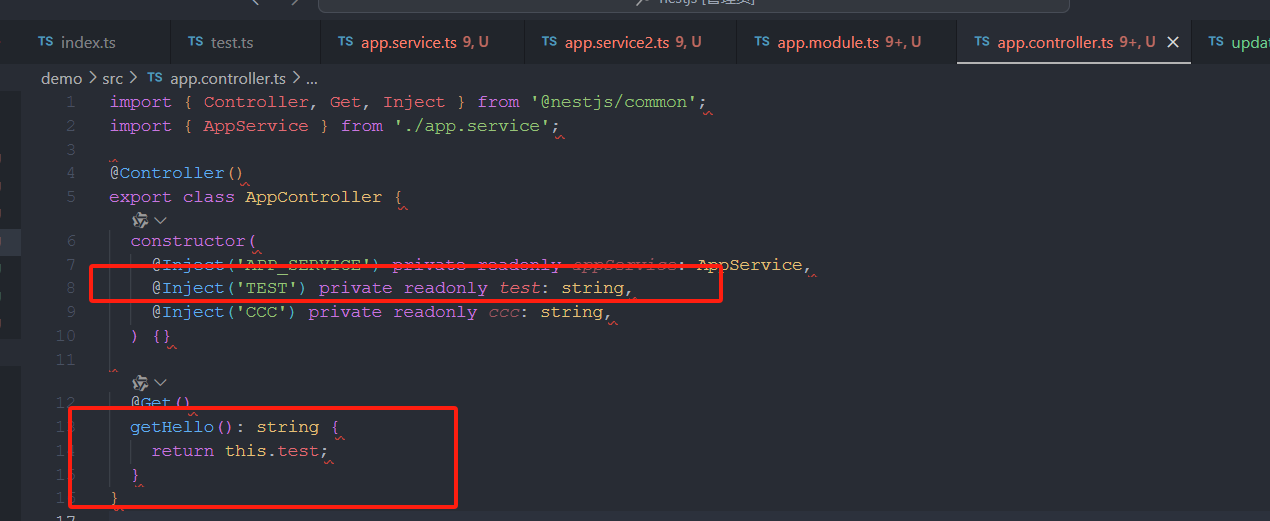 nestjs [管理员]
TS index.ts TS test.ts TS app.service.ts 9, U TS app.service2.ts 9, U TS app.module.ts 9+, U TS app.controller.ts 9+, U × TS updat
demo > src > TS app.controller.ts > ...
1 import { Controller, Get, Inject } from '@nestjs/common';
2 import { AppService } from './app.service';
3
4 @Controller()
5 export class AppController {
6 constructor(
7 @Inject('APP_SERVICE') private readonly appService: AppService,
8 @Inject('TEST') private readonly test: string,
9 @Inject('CCC') private readonly ccc: string,
10 ) {}
11
12 @Get()
13 getHello(): string {
14 return this.test;
15 }
16 }
17